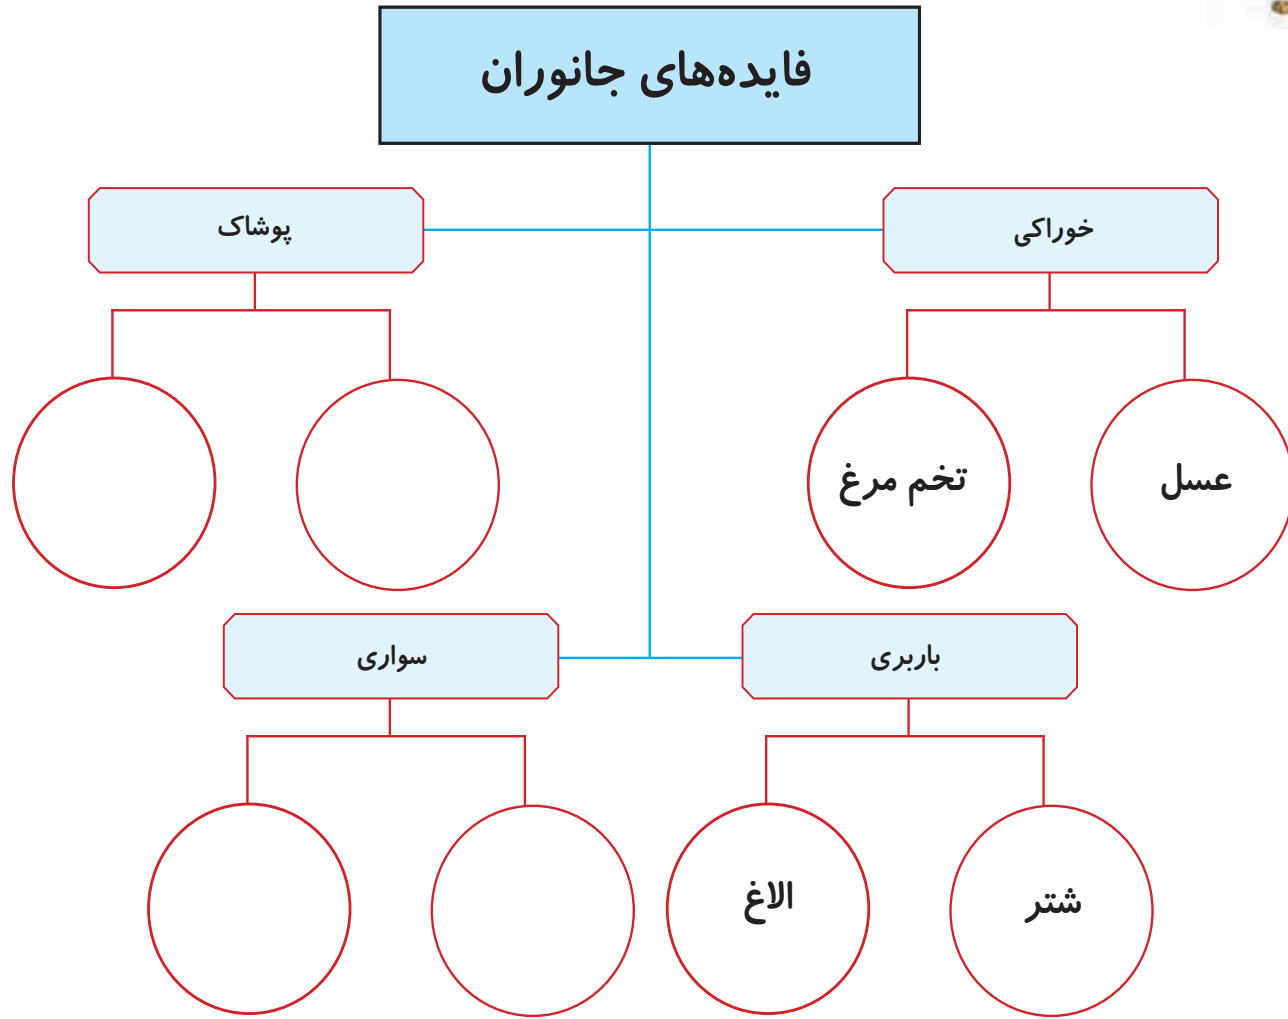 فایده‌های جانوران
خوراکی
پوشاک
عسل
تخم مرغ
باربری
سواری
شتر
الاغ